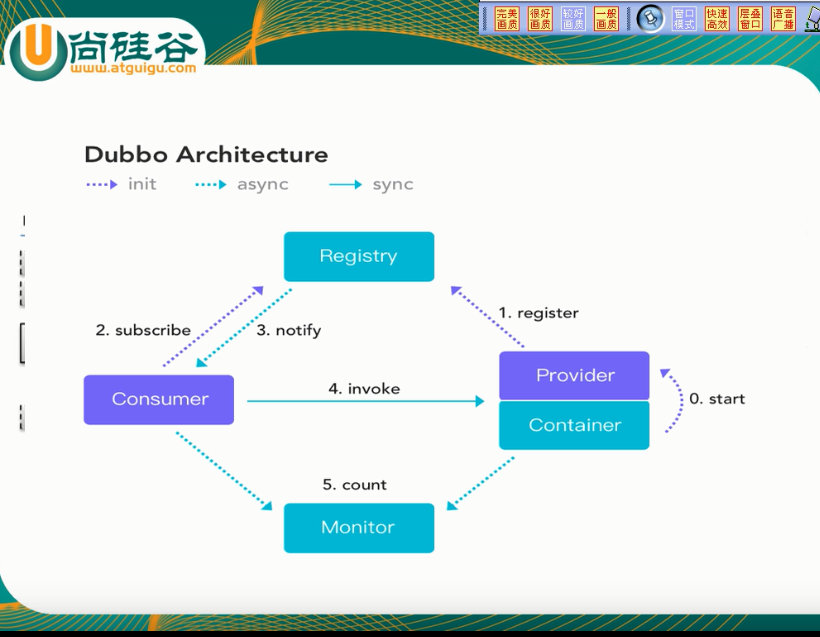 完美画质
很好画质
较好画质
一般画质
窗口模式
快速高效
层叠窗口
语音广播
尚硅谷
www.atguigu.com
Dubbo Architecture
init
async
sync
Registry
1. register
2. subscribe
3. notify
Provider
4. invoke
Consumer
0. start
Container
5. count
Monitor